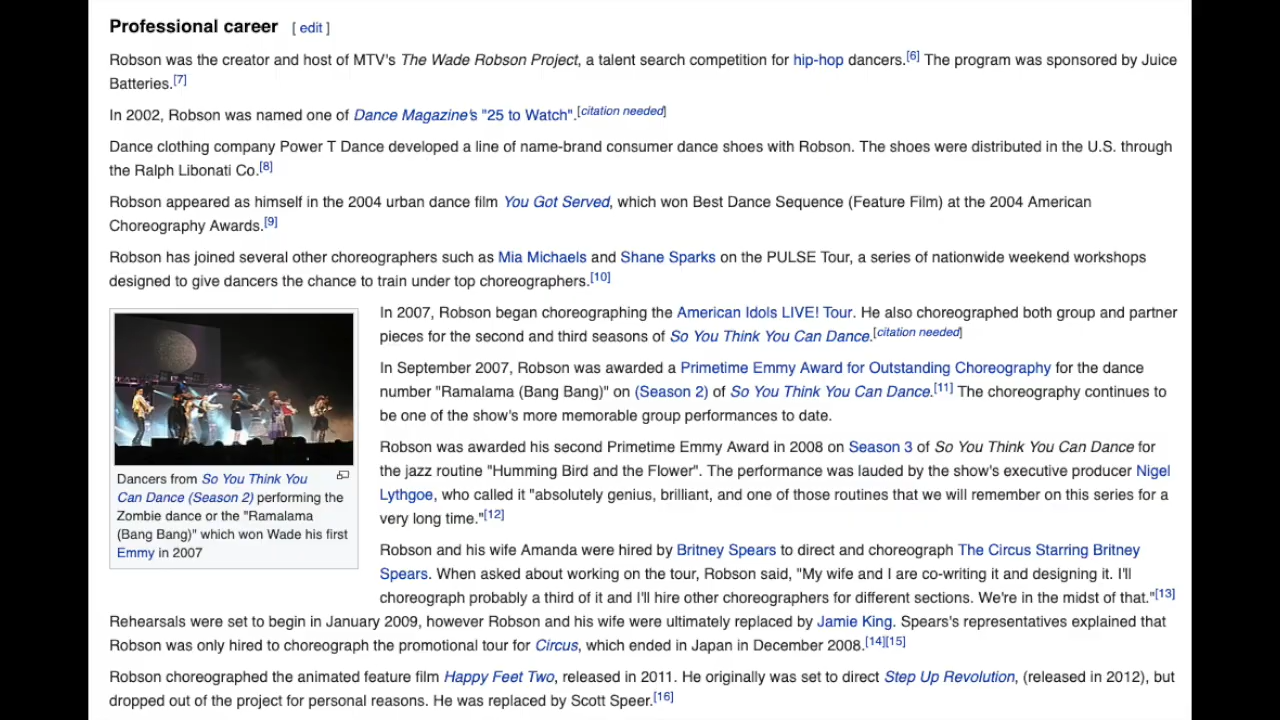 Professional career [ edit ]
Robson was the creator and host of MTV's The Wade Robson Project, a talent search competition for hip-hop dancers.[6] The program was sponsored by Juice
Batteries.[7]
In 2002, Robson was named one of Dance Magazine's "25 to Watch".[citation needed]
Dance clothing company Power T Dance developed a line of name-brand consumer dance shoes with Robson. The shoes were distributed in the U.S. through
the Ralph Libonati Co.[8]
Robson appeared as himself in the 2004 urban dance film You Got Served, which won Best Dance Sequence (Feature Film) at the 2004 American
Choreography Awards.[9]
Robson has joined several other choreographers such as Mia Michaels and Shane Sparks on the PULSE Tour, a series of nationwide weekend workshops
designed to give dancers the chance to train under top choreographers.[10]
In 2007, Robson began choreographing the American Idols LIVE! Tour. He also choreographed both group and partner
pieces for the second and third seasons of So You Think You Can Dance.[citation needed]
In September 2007, Robson was awarded a Primetime Emmy Award for Outstanding Choreography for the dance
number "Ramalama (Bang Bang)" on (Season 2) of So You Think You Can Dance.[11] The choreography continues to
be one of the show's more memorable group performances to date.
Robson was awarded his second Primetime Emmy Award in 2008 on Season 3 of So You Think You Can Dance for
the jazz routine "Humming Bird and the Flower". The performance was lauded by the show's executive producer Nigel
Lythgoe, who called it "absolutely genius, brilliant, and one of those routines that we will remember on this series for a
very long time."[12]
Dancers from So You Think You
Can Dance (Season 2) performing the
Zombie dance or the "Ramalama
(Bang Bang)" which won Wade his first
Emmy in 2007
Robson and his wife Amanda were hired by Britney Spears to direct and choreograph The Circus Starring Britney
Spears. When asked about working on the tour, Robson said, "My wife and I are co-writing it and designing it. I'll
choreograph probably a third of it and I'll hire other choreographers for different sections. We're in the midst of that."[13]
Rehearsals were set to begin in January 2009, however Robson and his wife were ultimately replaced by Jamie King. Spears's representatives explained that
Robson was only hired to choreograph the promotional tour for Circus, which ended in Japan in December 2008.[14][15]
Robson choreographed the animated feature film Happy Feet Two, released in 2011. He originally was set to direct Step Up Revolution, (released in 2012), but
dropped out of the project for personal reasons. He was replaced by Scott Speer.[16]